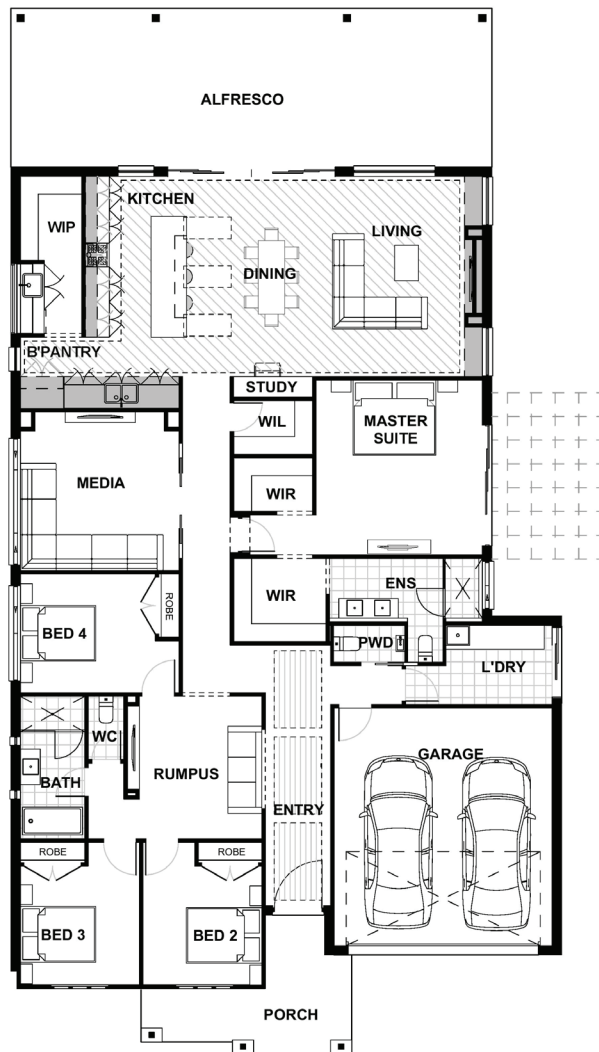 ALFRESCO
KITCHEN
WIP
LIVING
DINING
B'PANTRY
STUDY
WIL
MASTER
SUITE
MEDIA
WIR
WIR
ENS
ROBE
BED 4
PWD
L'DRY
WC
GARAGE
RUMPUS
BATH
ENTRY
ROBE
ROBE
BED 3
BED 2
PORCH